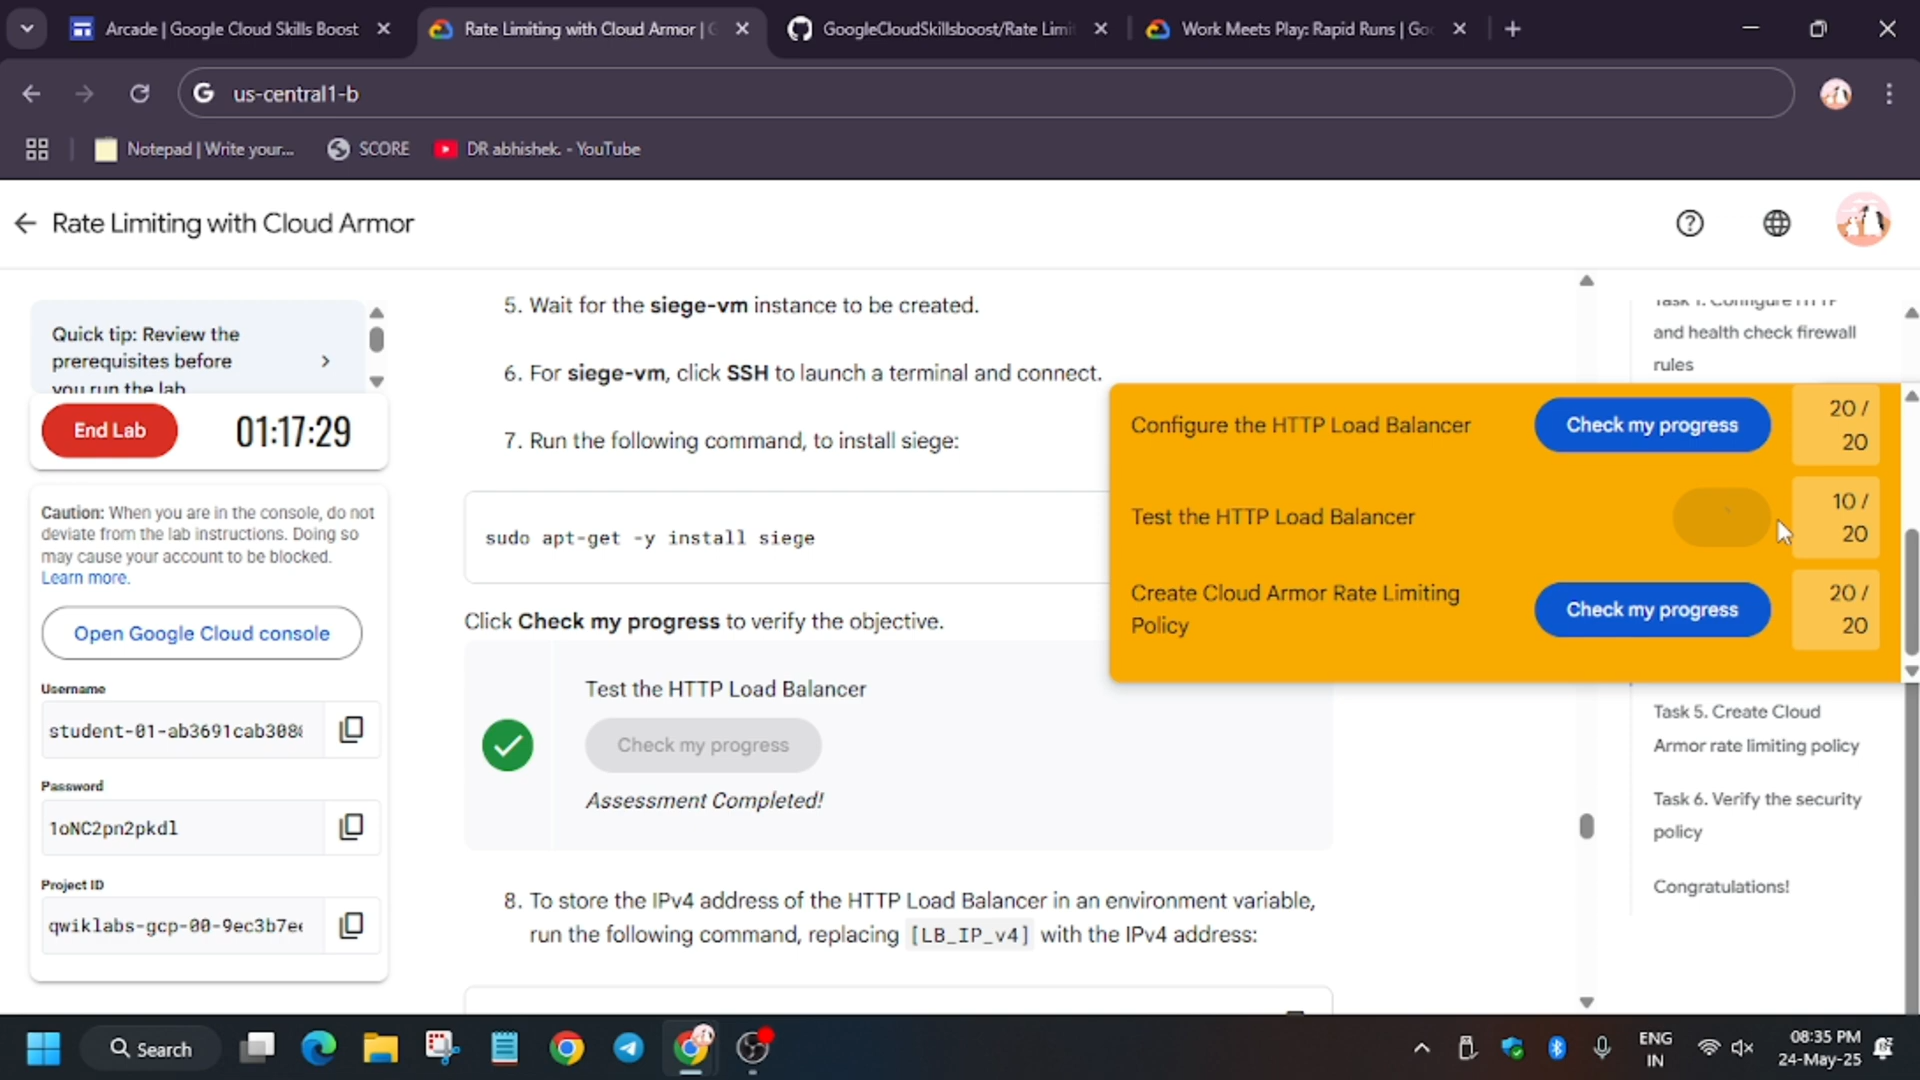 Arcade | Google Cloud Skills Boost
Rate Limiting with Cloud Armor | G
GoogleCloudSkillsboost/Rate Limi
Work Meets Play: Rapid Runs | Goo
us-central1-b
Notepad | Write your...
SCORE
DR abhishek. - YouTube
Rate Limiting with Cloud Armor
Quick tip: Review the
prerequisites before
you run the lab
End Lab
01:17:29
Caution: When you are in the console, do not
deviate from the lab instructions. Doing so
may cause your account to be blocked.
Learn more.
Open Google Cloud console
Username
student-01-ab3691cab308
Password
1oNC2pn2pkdl
Project ID
qwiklabs-gcp-00-9ec3b7ee
5. Wait for the siege-vm instance to be created.
6. For siege-vm, click SSH to launch a terminal and connect.
7. Run the following command, to install siege:
sudo apt-get -y install siege
Click Check my progress to verify the objective.
Test the HTTP Load Balancer
Check my progress
Assessment Completed!
8. To store the IPv4 address of the HTTP Load Balancer in an environment variable,
run the following command, replacing [LB_IP_v4] with the IPv4 address:
Task 1. Configure HTTP
and health check firewall
rules
Configure the HTTP Load Balancer
Check my progress
20 /
20
Test the HTTP Load Balancer
10 /
20
Create Cloud Armor Rate Limiting
Policy
Check my progress
20 /
20
Task 5. Create Cloud
Armor rate limiting policy
Task 6. Verify the security
policy
Congratulations!
Search
ENG
IN
08:35 PM
24-May-25